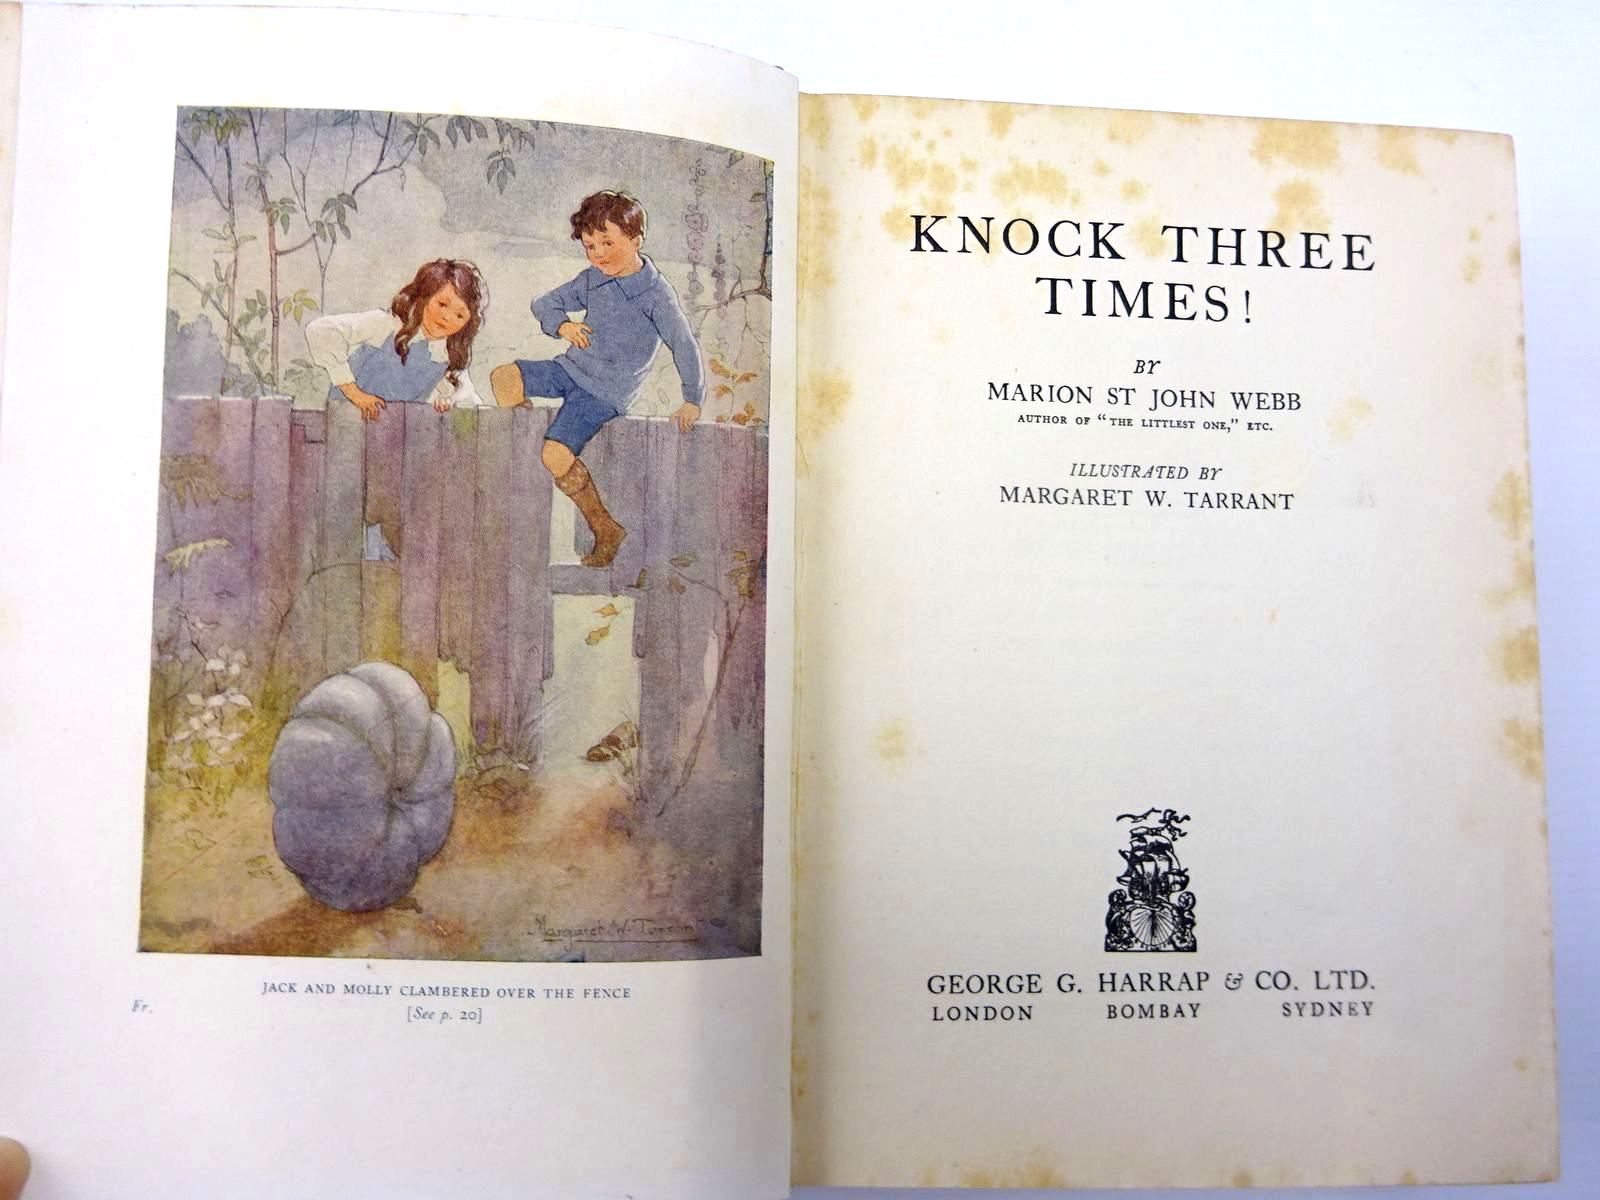 Margaret W. Tarrant
JACK AND MOLLY CLAMBERED OVER THE FENCE
[See p. 20]
Fr.
KNOCK THREE
TIMES!
BY
MARION ST JOHN WEBB
AUTHOR OF "THE LITTLEST ONE," ETC.
ILLUSTRATED BY
MARGARET W. TARRANT
GEORGE G. HARRAP & CO. LTD.
LONDON BOMBAY SYDNEY